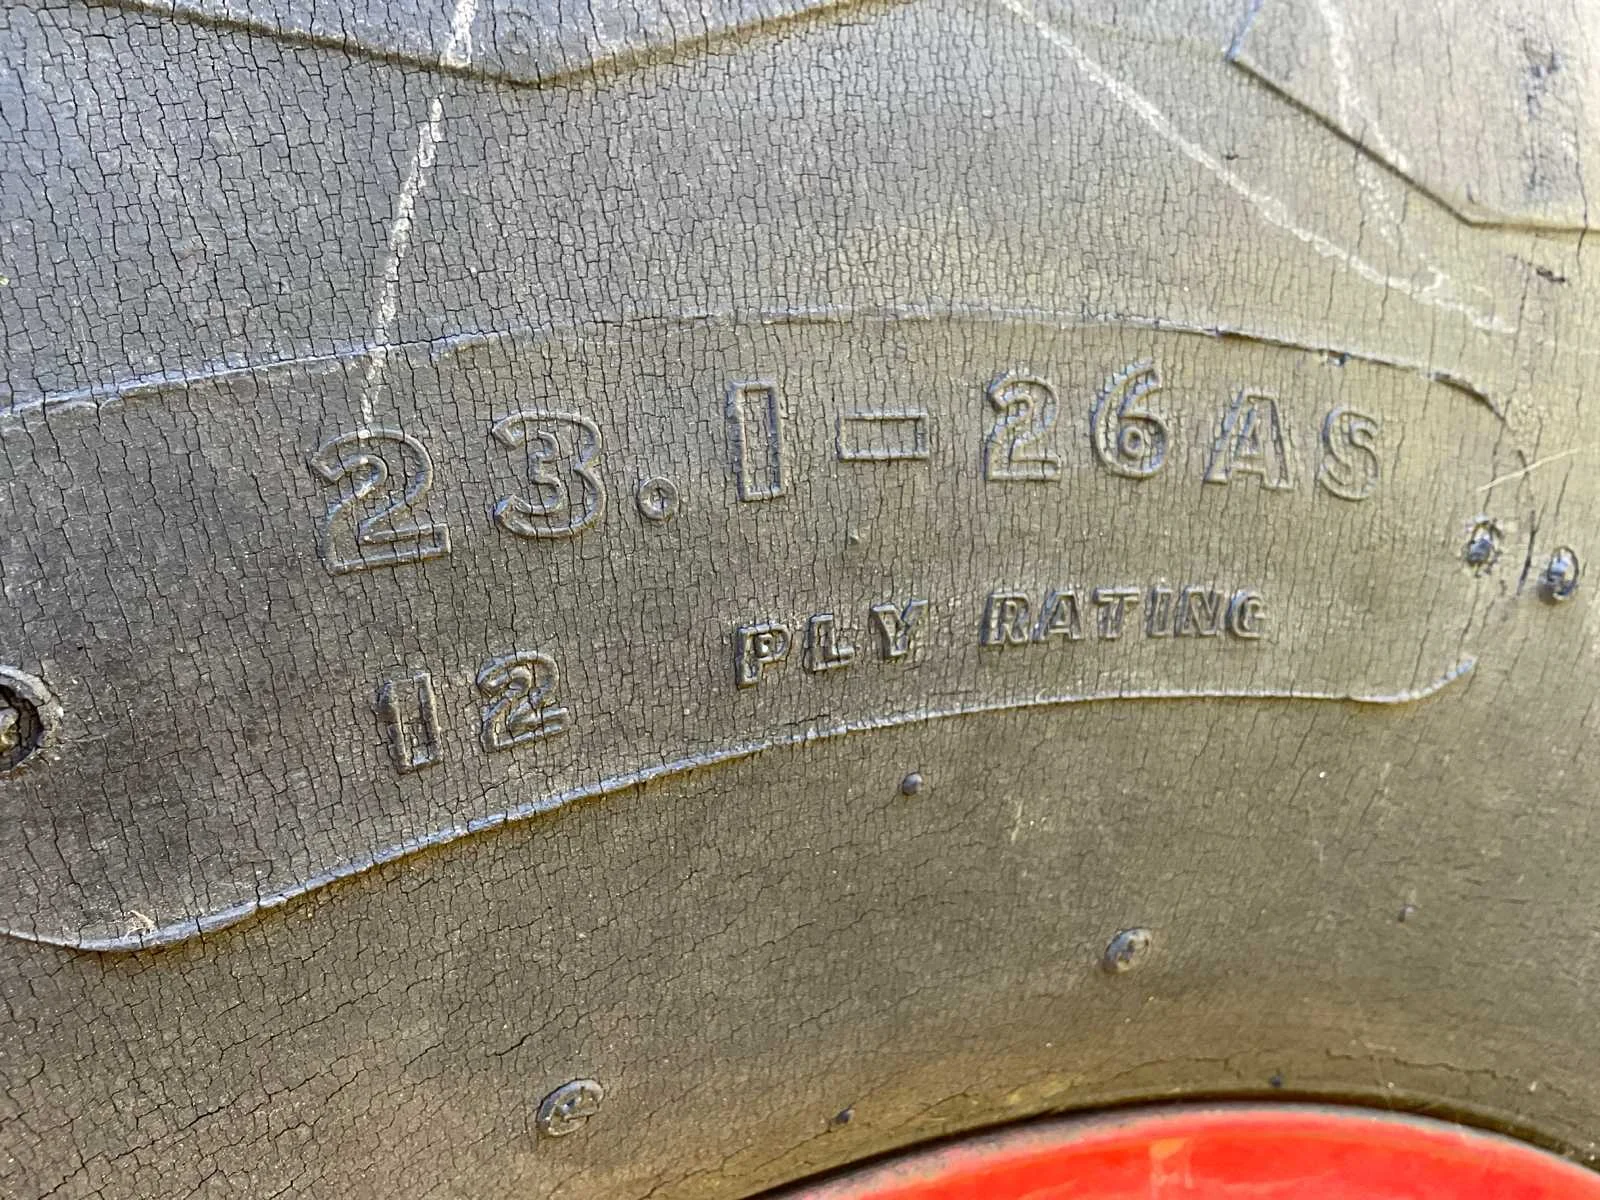 23.1-26AS
12 PLY RATING